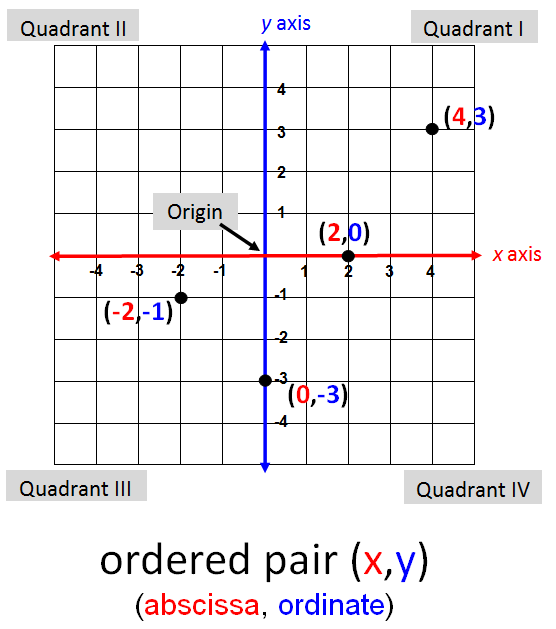 y axis
Quadrant II
Quadrant I
4
(4,3)
3
2
Origin
1
(2,0)
x axis
-4 -3 -2 -1 1 3 4
-1
(-2,-1)
-2
-3
(0,-3)
-4
Quadrant III
Quadrant IV
ordered pair (x,y)
(abscissa, ordinate)